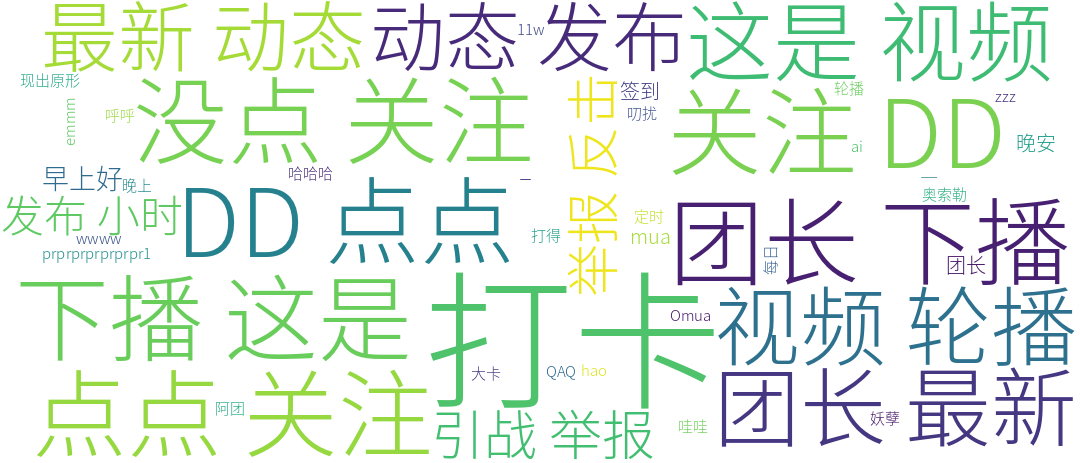 最新 动态
动态 发布
11w
这是 视频
现出原形
emmm
呼呼
没点 关注
举报 反击
签到
叨扰
关注 DD
轮播
ai
zzz
晚安
早上好
晚上
哈哈哈
一
一
奥索勒
发布 小时
wwww
prprprprprprpr1
DD 点点
打得
定时
mua
每日
团长 下播
团长
下播 这是
打卡
Omua
视频 轮播
大卡
QAQ
hao
点点 关注
阿团
引战 举报
哇哇
团长 最新
妖孽